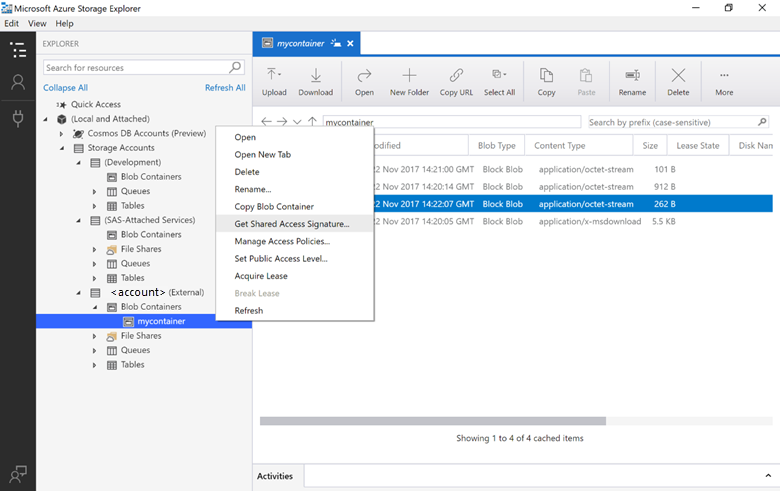 Microsoft Azure Storage Explorer
Edit View Help
EXPLORER
Search for resources
Collapse All Refresh All
Quick Access
(Local and Attached)
Cosmos DB Accounts (Preview)
Storage Accounts
(Development)
Blob Containers
Queues
Tables
(SAS-Attached Services)
Blob Containers
File Shares
Queues
Tables
<account> (External)
Blob Containers
mycontainer
File Shares
Queues
Tables
Open
Open New Tab
Delete
Rename...
Copy Blob Container
Get Shared Access Signature...
Manage Access Policies...
Set Public Access Level...
Acquire Lease
Break Lease
Refresh
mycontainer
Upload Download Open New Folder Copy URL Select All Copy Paste Rename Delete More
mycontainer Search by prefix (case-sensitive)
odified Blob Type Content Type Size Lease State Disk Nan
22 Nov 2017 14:21:00 GMT Block Blob application/octet-stream 101 B
22 Nov 2017 14:20:14 GMT Block Blob application/octet-stream 912 B
22 Nov 2017 14:22:07 GMT Block Blob application/octet-stream 262 B
22 Nov 2017 14:20:05 GMT Block Blob application/x-msdownload 5.5 KB
Showing 1 to 4 of 4 cached items
Activities